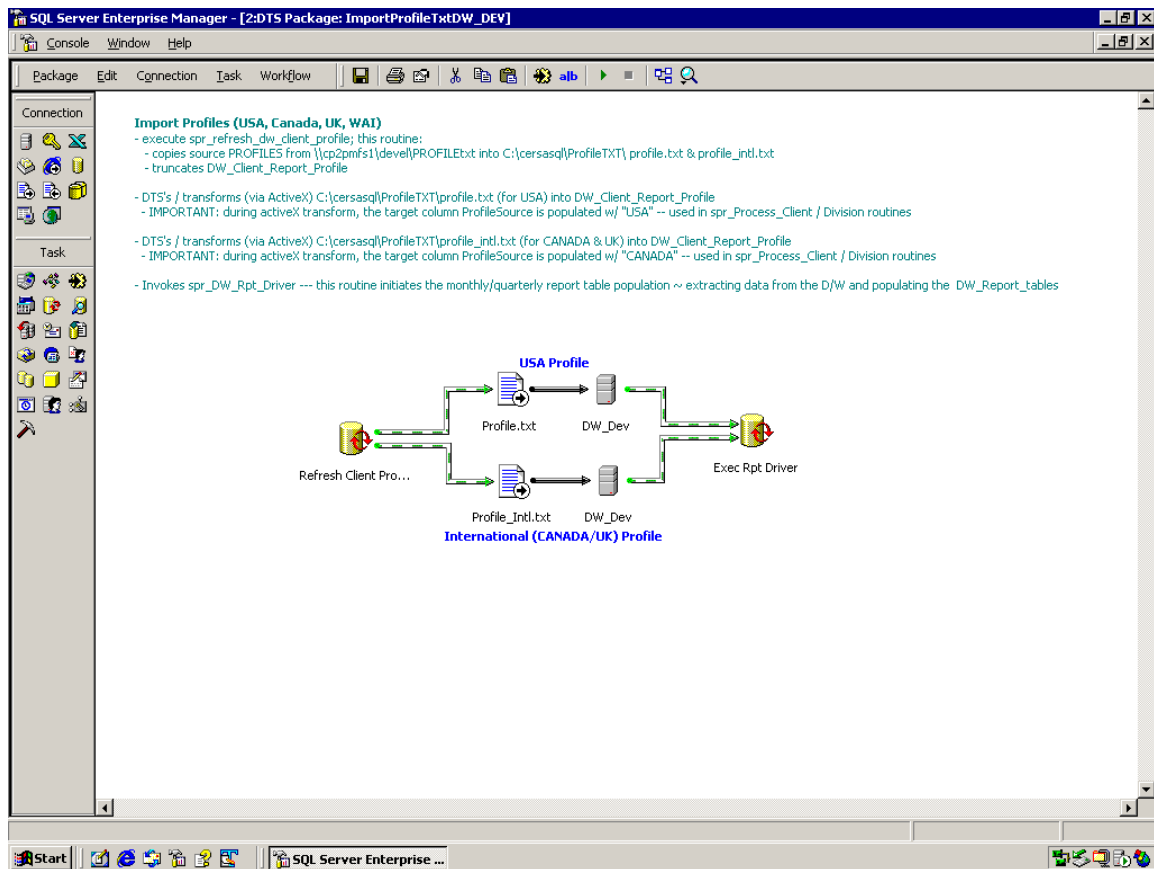 SQL Server Enterprise Manager - [2:DTS Package: ImportProfileTxtDW_DEV]
Console Window Help
Package Edit Connection Task Workflow a|b
Connection
Task
Import Profiles (USA, Canada, UK, WAI)
- execute spr_refresh_dw_client_profile; this routine:
- copies source PROFILES from \\cp2pmfs1\devel\PROFILEtxt into C:\cersasql\ProfileTXT\ profile.txt & profile_intl.txt
- truncates DW_Client_Report_Profile
- DTS's / transforms (via ActiveX) C:\cersasql\ProfileTXT\profile.txt (for USA) into DW_Client_Report_Profile
- IMPORTANT: during activeX transform, the target column ProfileSource is populated w/ "USA" -- used in spr_Process_Client / Division routines
- DTS's / transforms (via ActiveX) C:\cersasql\ProfileTXT\profile_intl.txt (for CANADA & UK) into DW_Client_Report_Profile
- IMPORTANT: during activeX transform, the target column ProfileSource is populated w/ "CANADA" -- used in spr_Process_Client / Division routines
- Invokes spr_DW_Rpt_Driver --- this routine initiates the monthly/quarterly report table population ~ extracting data from the D/W and populating the DW_Report_tables
USA Profile
Profile.txt DW_Dev
Refresh Client Pro...
Exec Rpt Driver
Profile_Intl.txt DW_Dev
International (CANADA/UK) Profile
Start SQL Server Enterprise ...